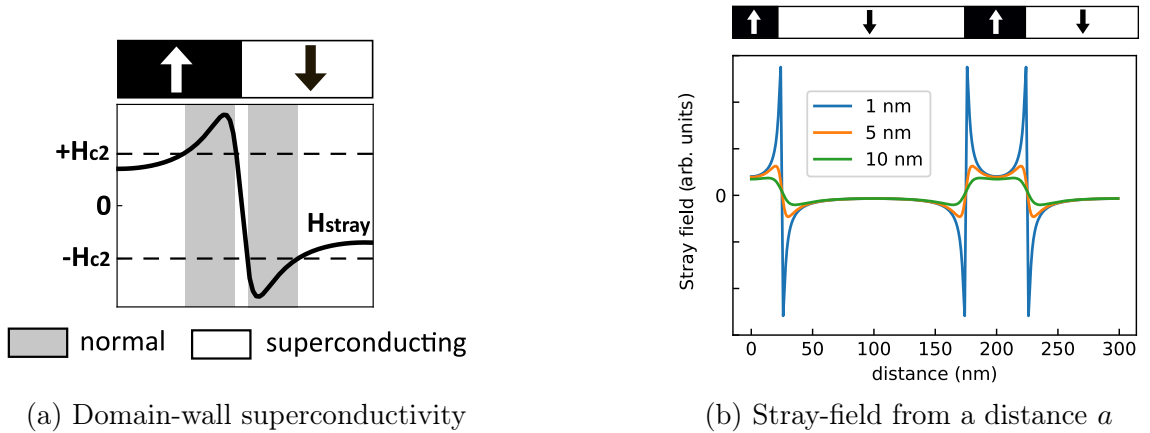 +Hc2
0
-Hc2
Hstray
normal
superconducting
(a) Domain-wall superconductivity
Stray field (arb. units)
0
1 nm
5 nm
10 nm
0 50 100 150 200 250 300
distance (nm)
(b) Stray-field from a distance a